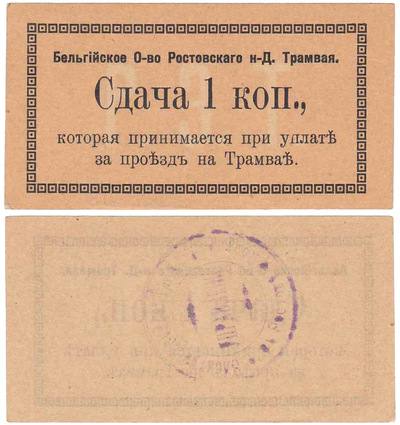 Бельгійское О-во Ростовскаго н-Д. Трамвая.
Сдача 1 коп.,
которая принимается при уплатѣ
за проѣздъ на Трамваѣ.